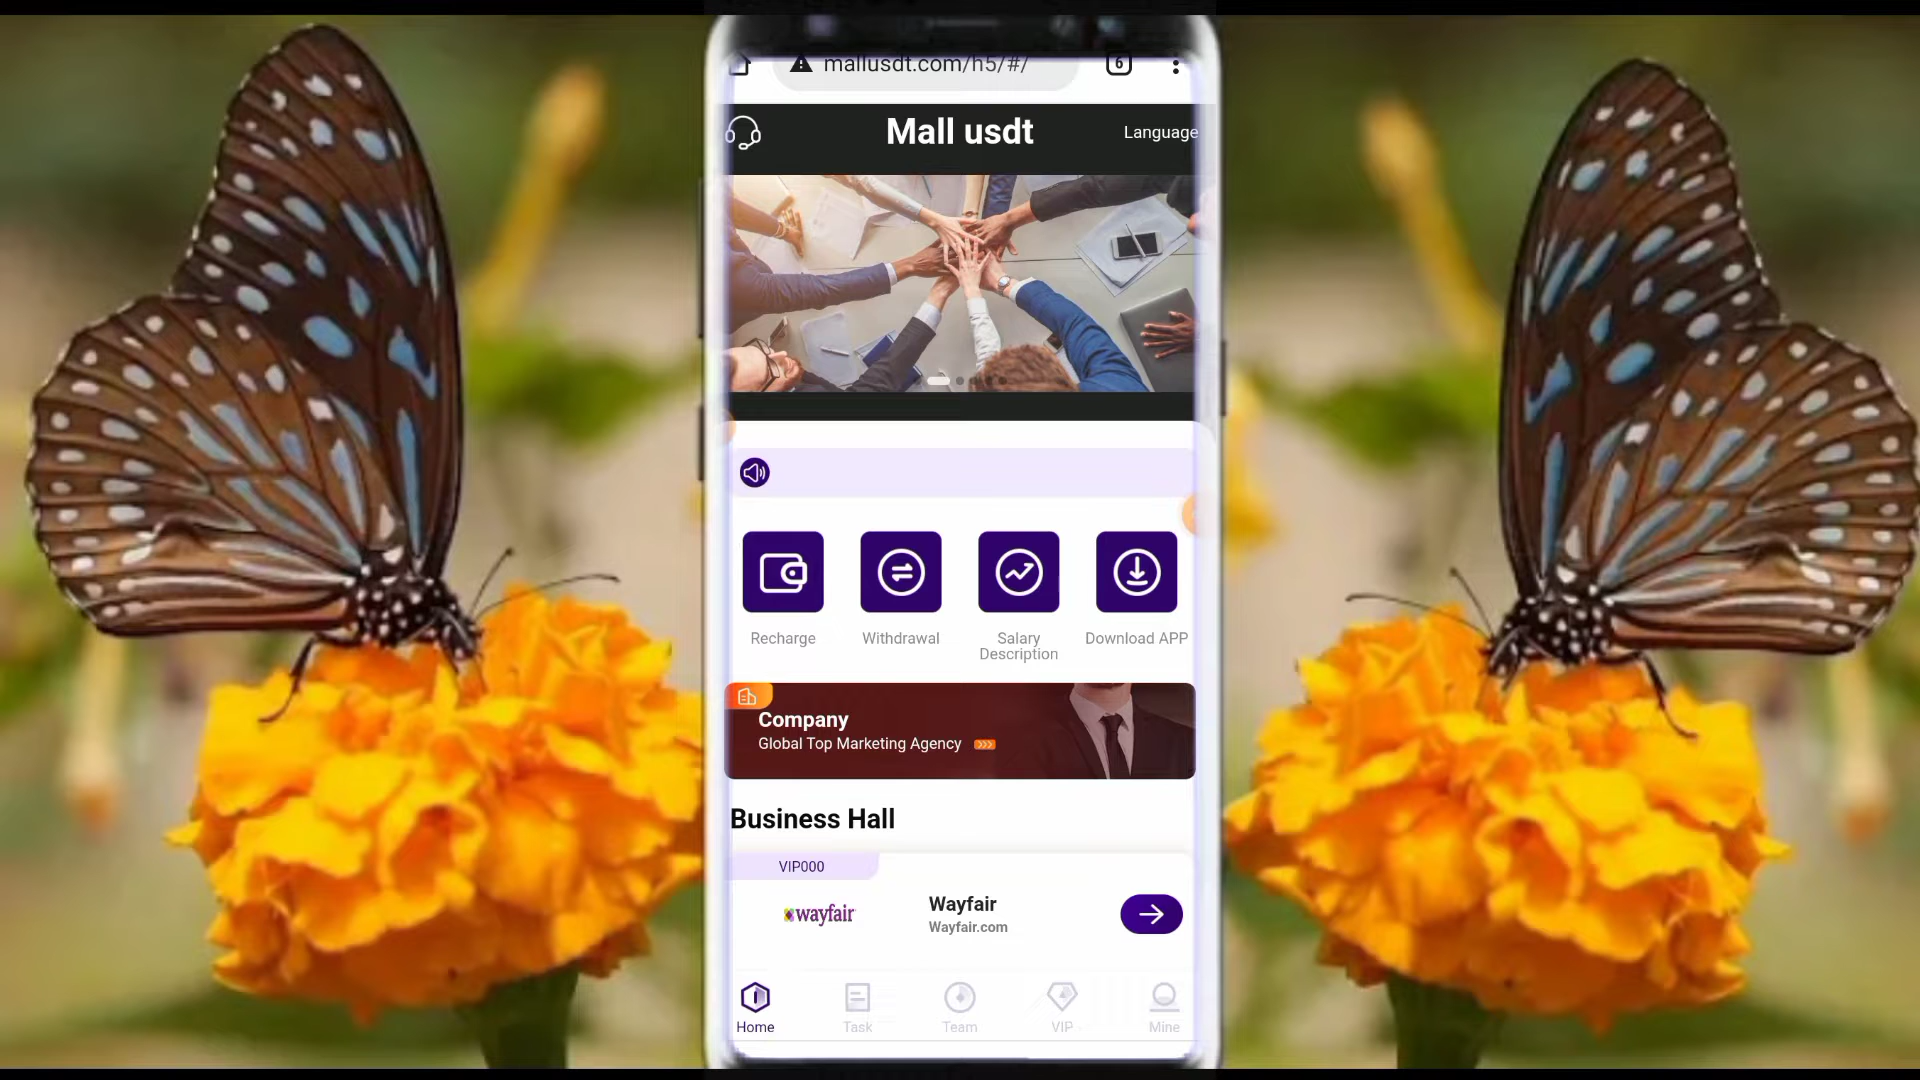 mallusdt.com/h5/#/
6
Mall usdt
Language
Recharge
Withdrawal
Salary
Description
Download APP
Company
Global Top Marketing Agency
Business Hall
VIP000
wayfair
Wayfair
Wayfair.com
Home
Task
Team
VIP
Mine